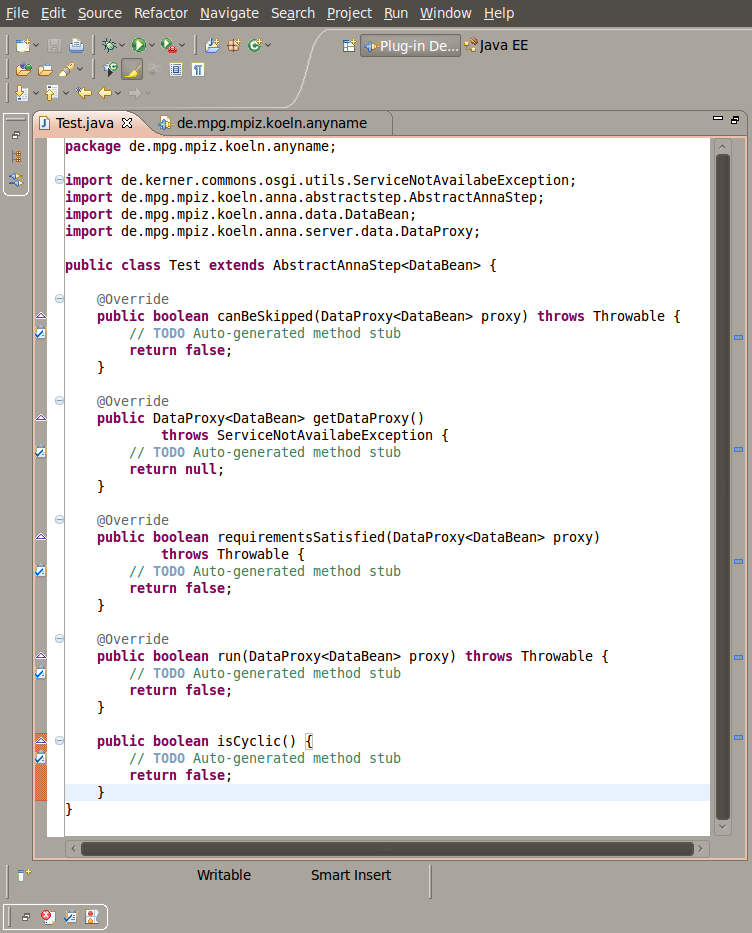 File Edit Source Refactor Navigate Search Project Run Window Help
Plug-in De... Java EE
Test.java de.mpg.mpiz.koeln.anyname
package de.mpg.mpiz.koeln.anyname;
import de.kerner.commons.osgi.utils.ServiceNotAvailabeException;
import de.mpg.mpiz.koeln.anna.abstractstep.AbstractAnnaStep;
import de.mpg.mpiz.koeln.anna.data.DataBean;
import de.mpg.mpiz.koeln.anna.server.data.DataProxy;
public class Test extends AbstractAnnaStep<DataBean> {
@Override
public boolean canBeSkipped(DataProxy<DataBean> proxy) throws Throwable {
// TODO Auto-generated method stub
return false;
}
@Override
public DataProxy<DataBean> getDataProxy()
throws ServiceNotAvailabeException {
// TODO Auto-generated method stub
return null;
}
@Override
public boolean requirementsSatisfied(DataProxy<DataBean> proxy)
throws Throwable {
// TODO Auto-generated method stub
return false;
}
@Override
public boolean run(DataProxy<DataBean> proxy) throws Throwable {
// TODO Auto-generated method stub
return false;
}
public boolean isCyclic() {
// TODO Auto-generated method stub
return false;
}
}
Writable Smart Insert